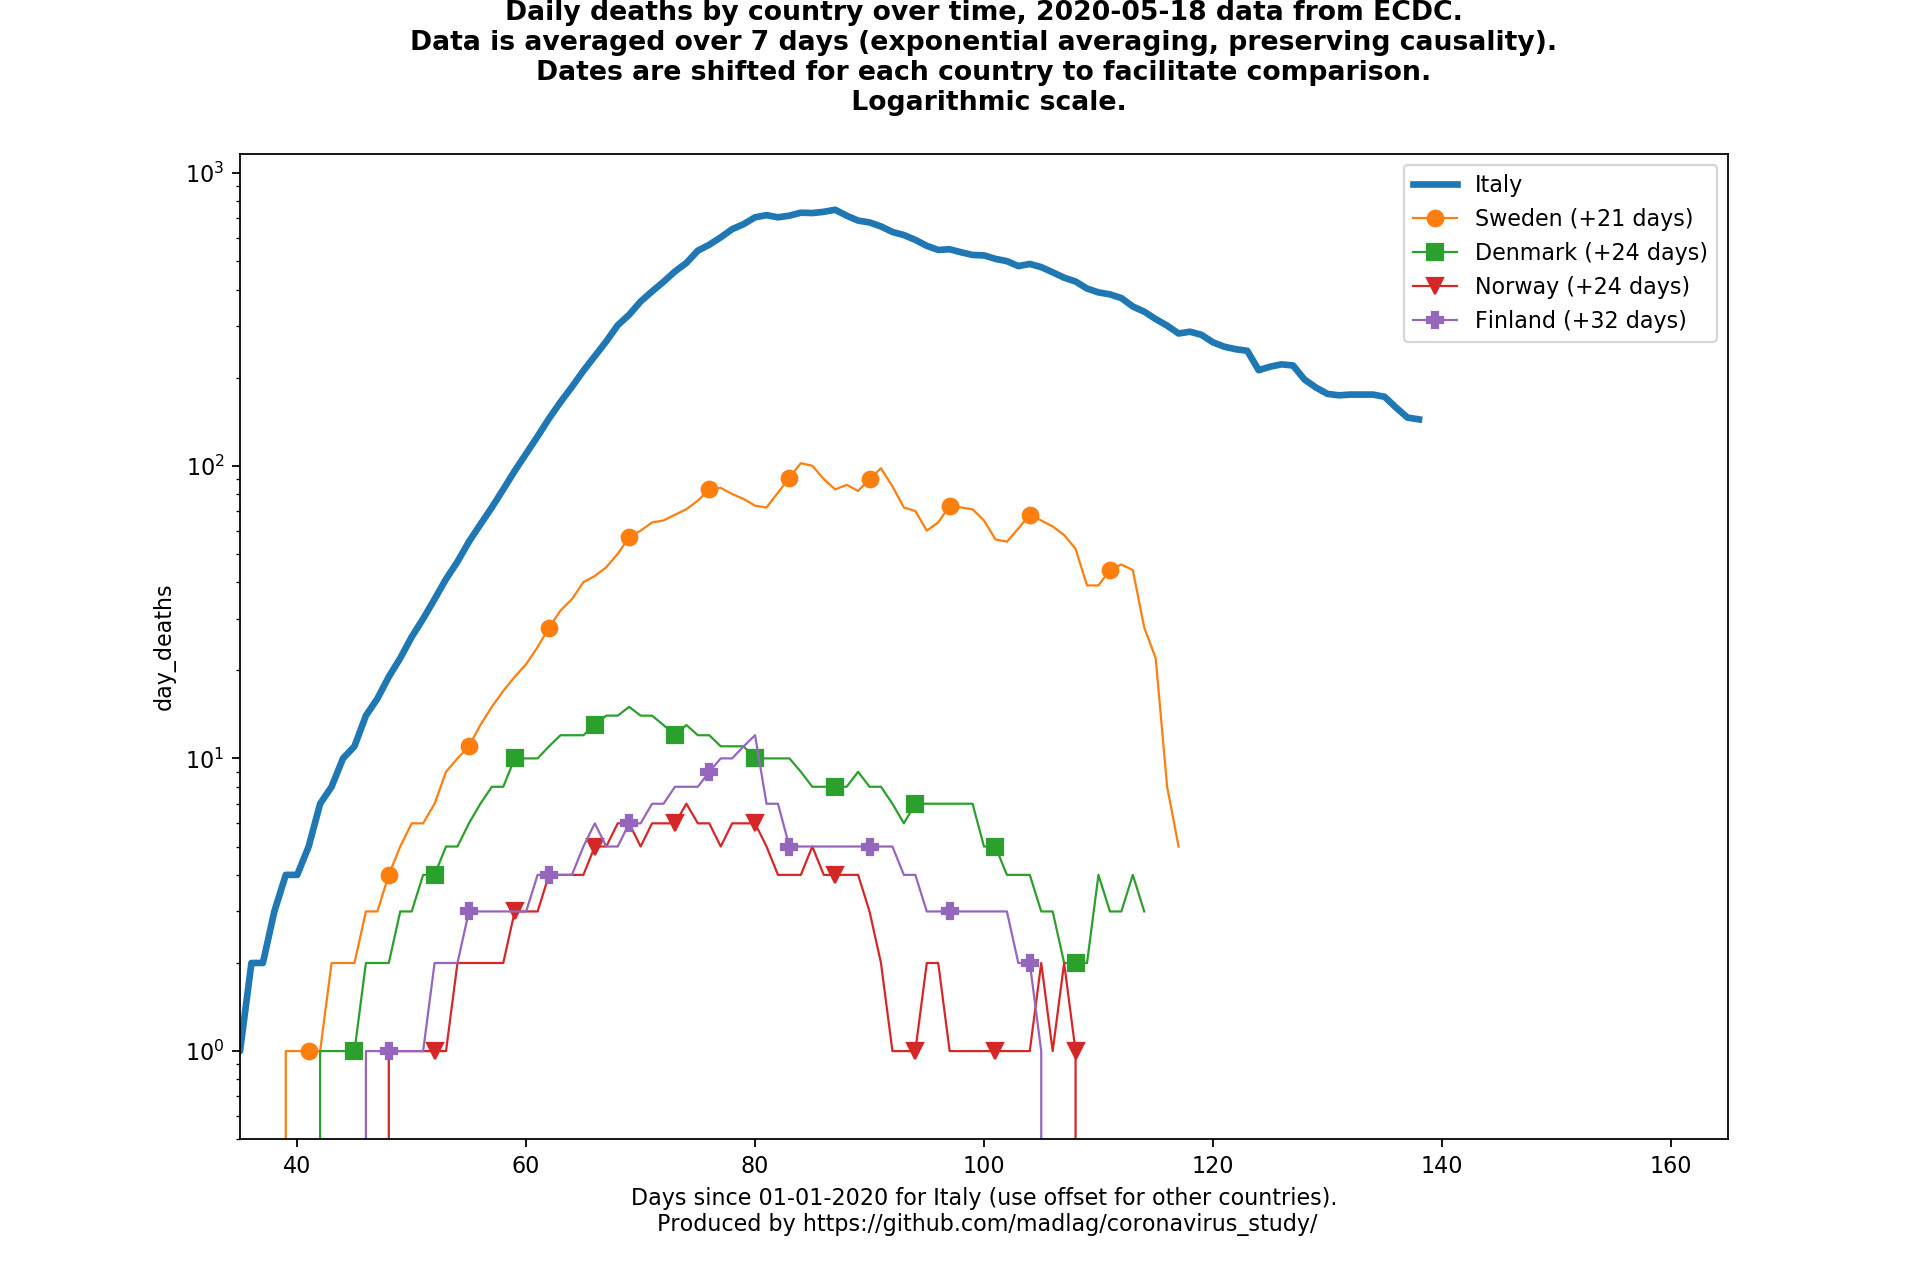 Daily deaths by country over time, 2020-05-18 data from ECDC.
Data is averaged over 7 days (exponential averaging, preserving causality).
Dates are shifted for each country to facilitate comparison.
Logarithmic scale.
10³
10²
10¹
10⁰
day_deaths
Italy
Sweden (+21 days)
Denmark (+24 days)
Norway (+24 days)
Finland (+32 days)
40 60 80 100 120 140 160
Days since 01-01-2020 for Italy (use offset for other countries).
Produced by https://github.com/madlag/coronavirus_study/